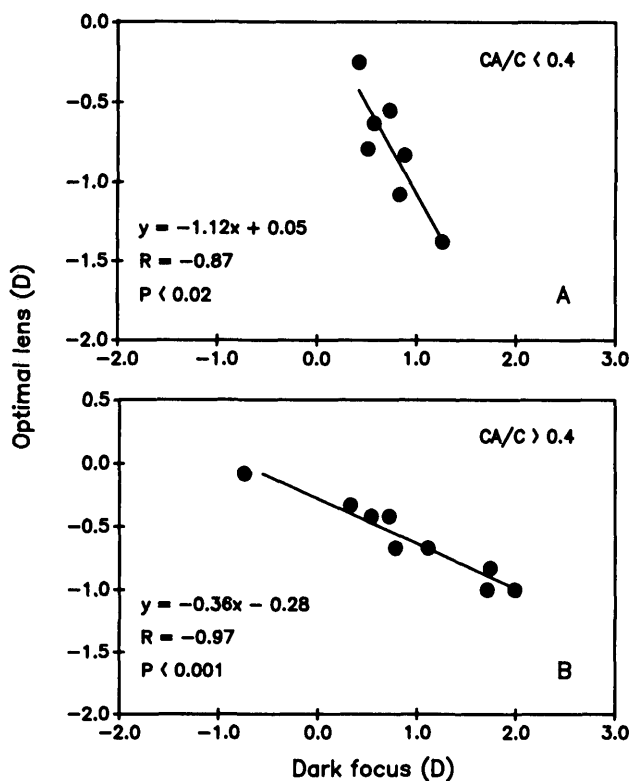 0.0
CA/C < 0.4
-0.5
-1.0
y = -1.12x + 0.05
R = -0.87
-1.5
P < 0.02
A
-2.0
-2.0 -1.0 0.0 1.0 2.0 3.0
Optimal lens (D)
0.5
CA/C > 0.4
0.0
-0.5
-1.0
y = -0.36x - 0.28
R = -0.97
-1.5
P < 0.001
B
-2.0
-2.0 -1.0 0.0 1.0 2.0 3.0
Dark focus (D)